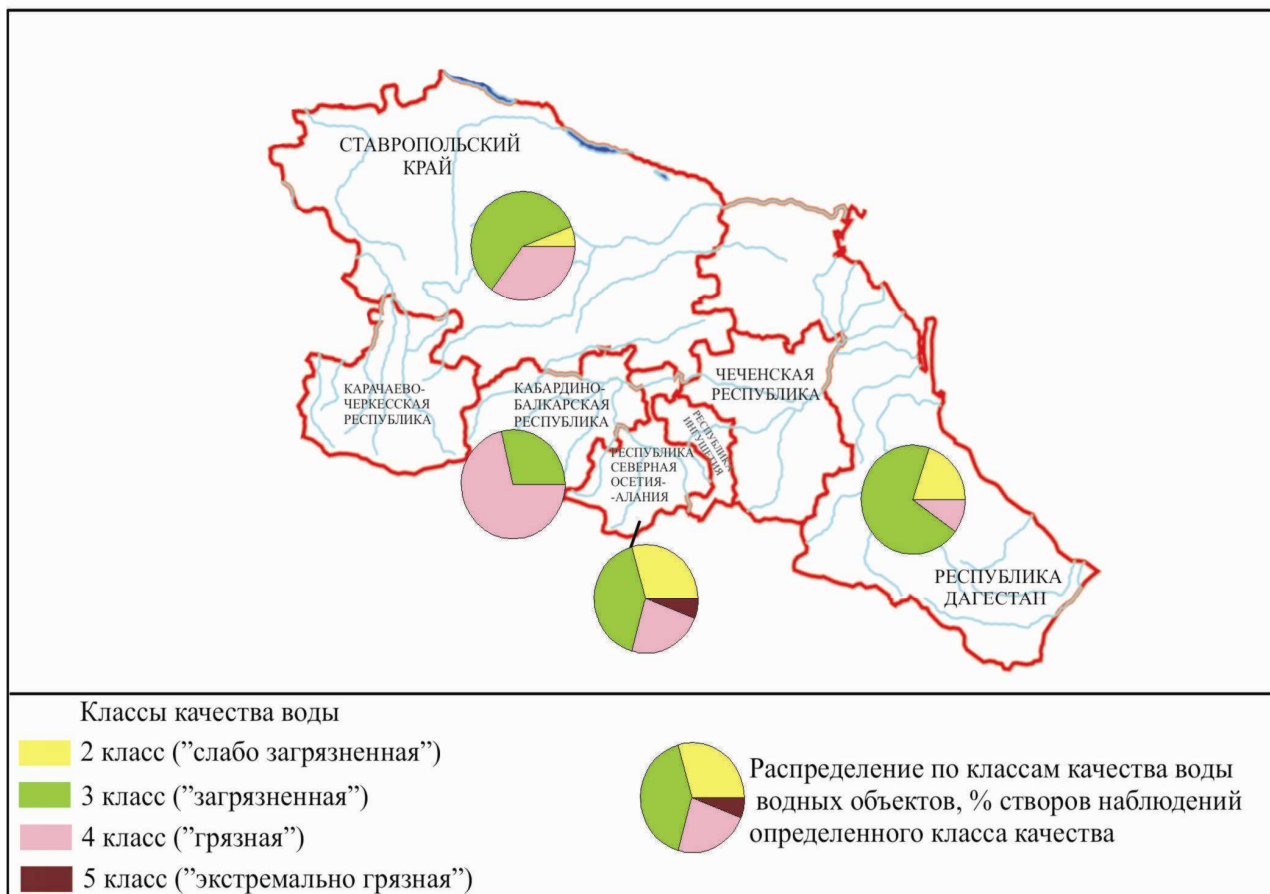 СТАВРОПОЛЬСКИЙ
КРАЙ
КАРАЧАЕВО-
ЧЕРКЕССКАЯ
РЕСПУБЛИКА
КАБАРДИНО-
БАЛКАРСКАЯ
РЕСПУБЛИКА
РЕСПУБЛИКА
СЕВЕРНАЯ
ОСЕТИЯ-
-АЛАНИЯ
РЕСПУБЛИКА
ИНГУШЕТИЯ
ЧЕЧЕНСКАЯ
РЕСПУБЛИКА
РЕСПУБЛИКА
ДАГЕСТАП
Классы качества воды
2 класс ("слабо загрязненная")
3 класс ("загрязненная")
4 класс ("грязная")
5 класс ("экстремально грязная")
Распределение по классам качества воды
водных объектов, % створов наблюдений
определенного класса качества